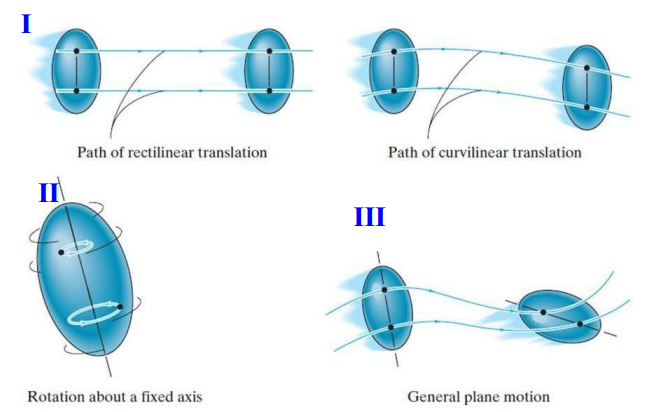 I
Path of rectilinear translation
Path of curvilinear translation
II
III
Rotation about a fixed axis
General plane motion